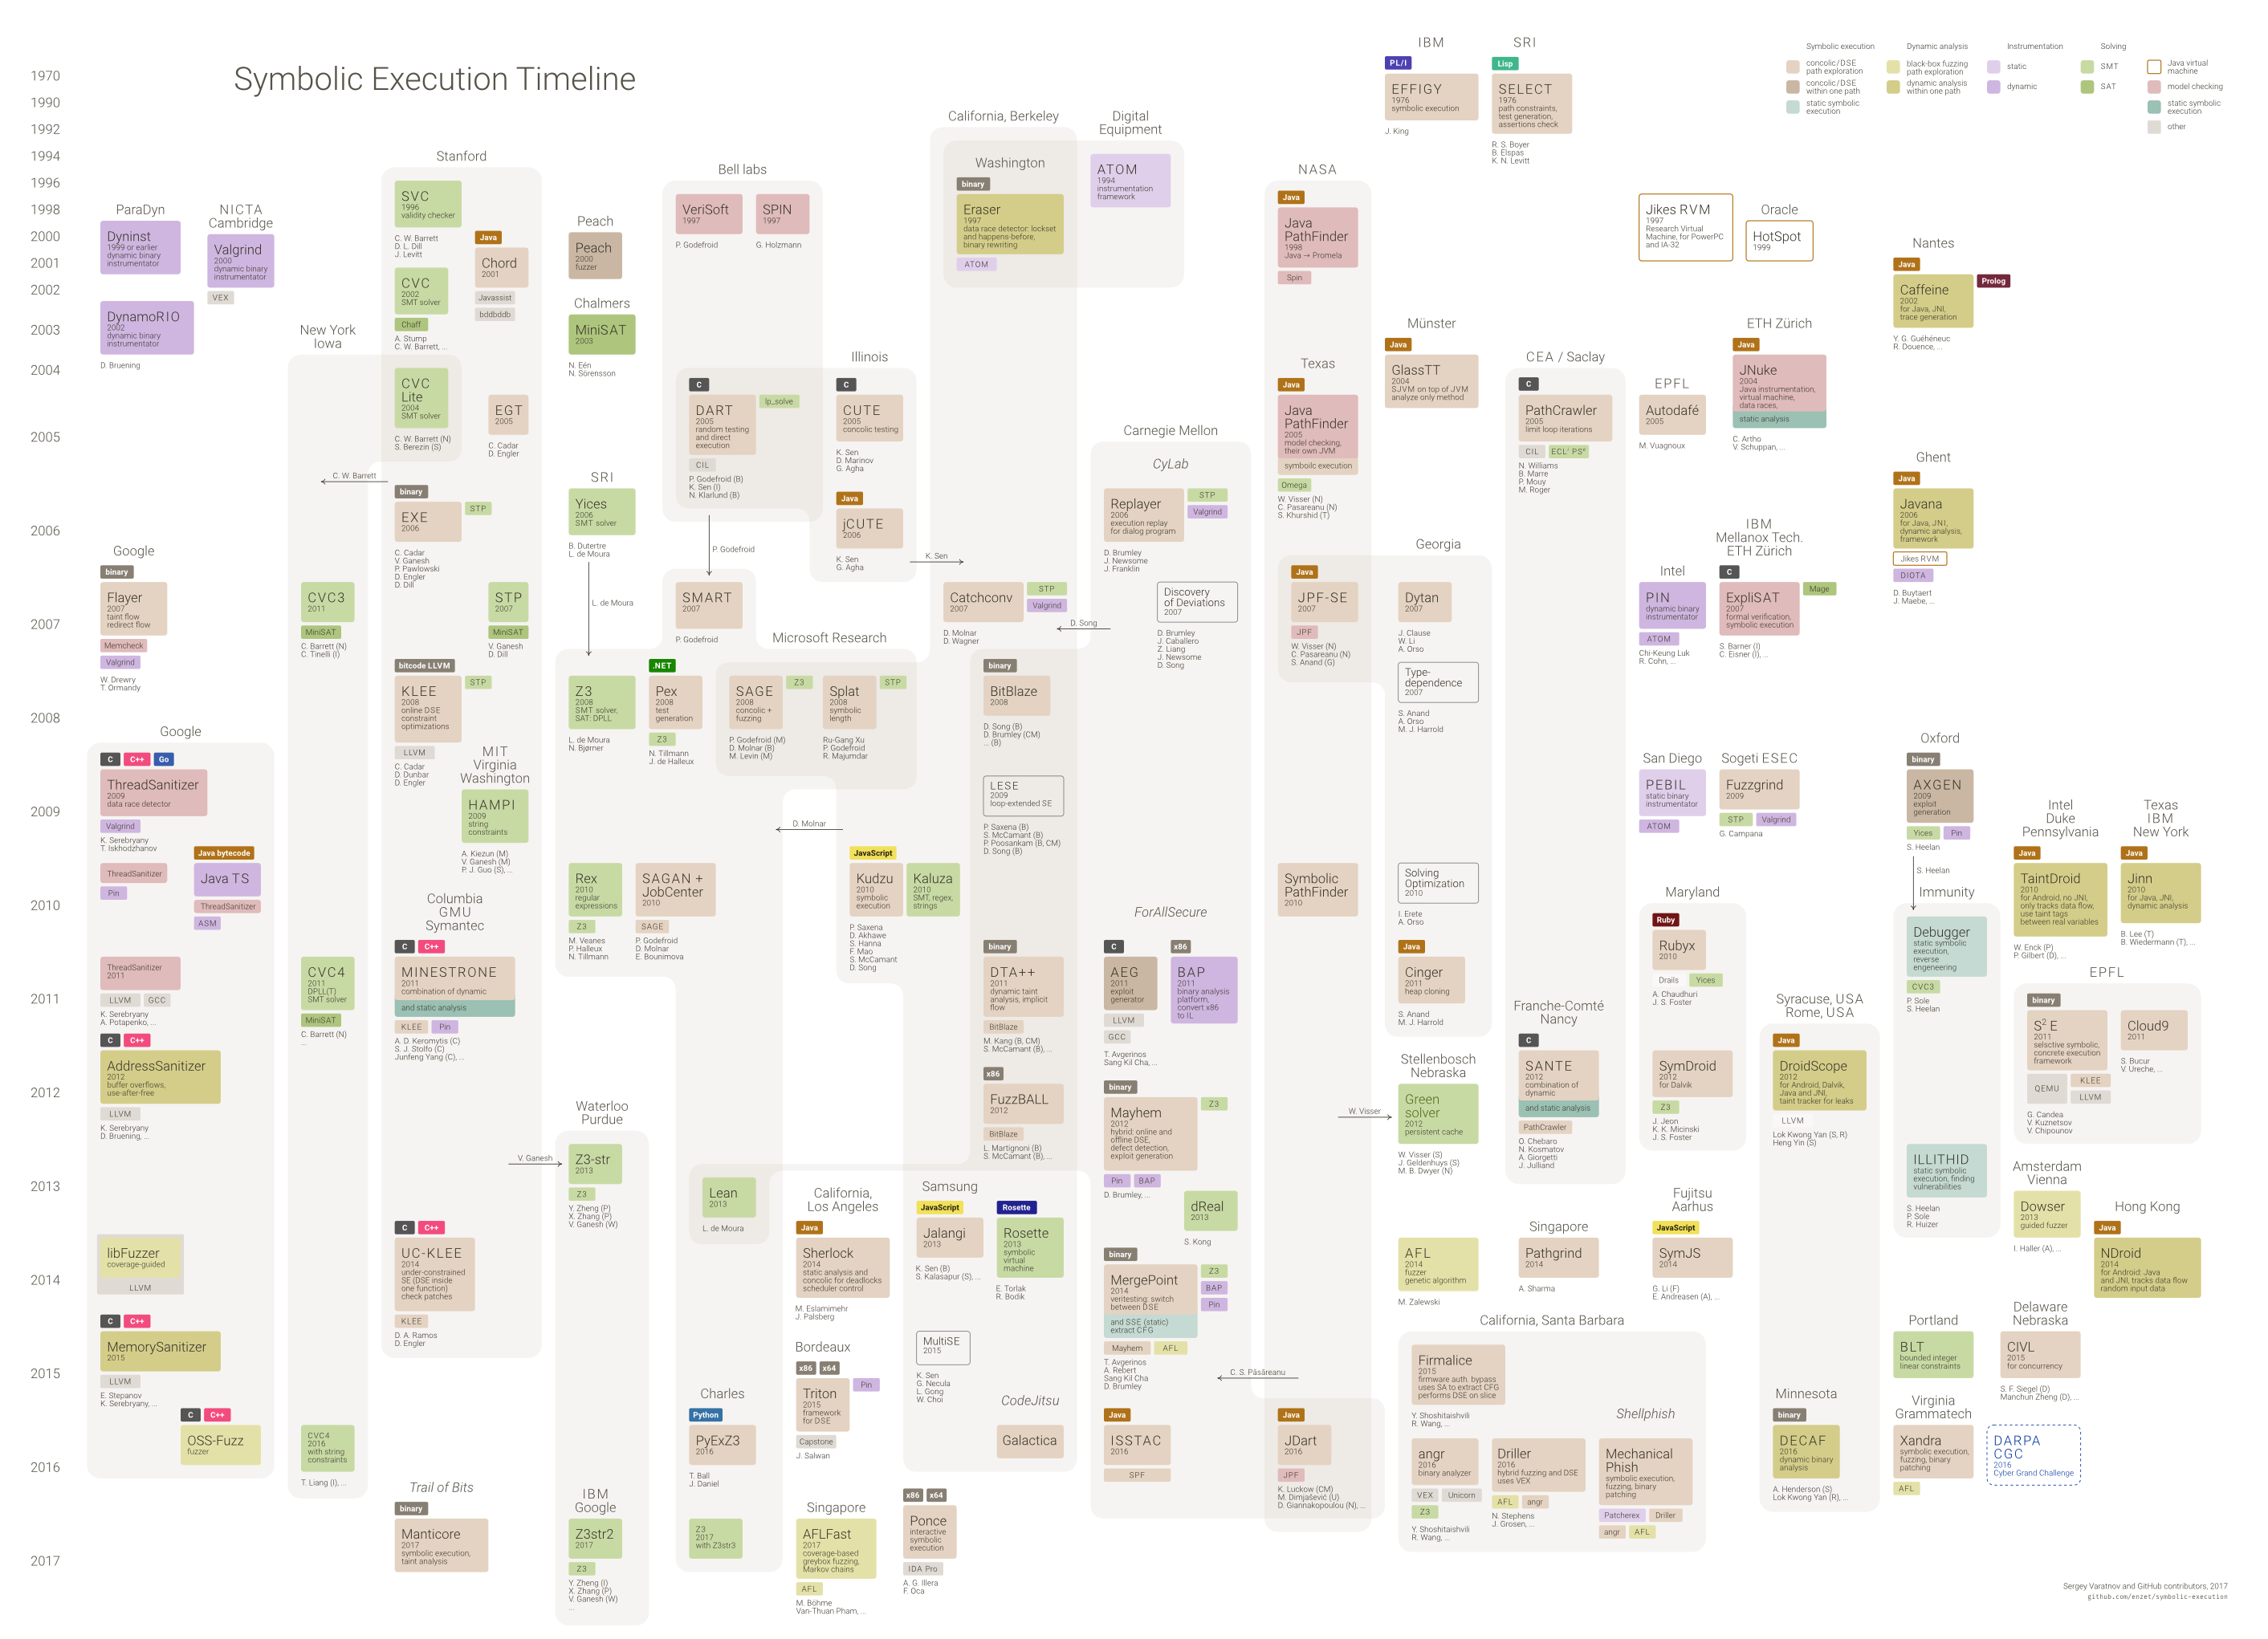 Symbolic Execution Timeline
1970
1990
1992
1994
1996
1998
2000
2001
2002
2003
2004
2005
2006
2007
2008
2009
2010
2011
2012
2013
2014
2015
2016
2017
Symbolic execution
concolic/DSE
path exploration
concolic/DSE
within one path
static symbolic
execution
Dynamic analysis
black-box fuzzing
path exploration
dynamic analysis
within one path
Instrumentation
static
dynamic
Solving
SMT
SAT
Java virtual
machine
model checking
static symbolic
execution
other
IBM
PL/I
EFFIGY
1976
symbolic execution
J. King
SRI
Lisp
SELECT
1976
path constraints,
test generation,
assertions check
R. S. Boyer
B. Elspas
K. N. Levitt
ParaDyn
Dyninst
1999 or earlier
dynamic binary
instrumentator
DynamoRIO
2002
dynamic binary
instrumentator
D. Bruening
NICTA
Cambridge
Valgrind
2000
dynamic binary
instrumentator
VEX
Google
binary
Flayer
2007
taint flow
redirect flow
Memcheck
Valgrind
W. Drewry
T. Ormandy
Google
C
C++
Go
ThreadSanitizer
2009
data race detector
Valgrind
K. Serebryany
T. Iskhodzhanov
ThreadSanitizer
Pin
Java bytecode
Java TS
ThreadSanitizer
ASM
ThreadSanitizer
2011
LLVM
GCC
K. Serebryany
A. Potapenko, ...
C
C++
AddressSanitizer
2012
buffer overflows,
use-after-free
LLVM
K. Serebryany
D. Bruening, ...
libFuzzer
coverage-guided
LLVM
C
C++
MemorySanitizer
2015
LLVM
E. Stepanov
K. Serebryany, ...
C
C++
OSS-Fuzz
fuzzer
New York
Iowa
C. W. Barrett
CVC3
2011
MiniSAT
C. Barrett (N)
C. Tinelli (I)
CVC4
2011
DPLL(T)
SMT solver
MiniSAT
C. Barrett (N)
...
CVC4
2016
with string
constraints
T. Liang (I), ...
Stanford
SVC
1996
validity checker
C. W. Barrett
D. L. Dill
J. Levitt
Java
Chord
2001
Javassist
bddbddb
CVC
2002
SMT solver
Chaff
A. Stump
C. W. Barrett, ...
CVC
Lite
2004
SMT solver
C. W. Barrett (N)
S. Berezin (S)
EGT
2005
C. Cadar
D. Engler
binary
EXE
2006
STP
C. Cadar
V. Ganesh
P. Pawlowski
D. Engler
D. Dill
STP
2007
MiniSAT
V. Ganesh
D. Dill
bitcode LLVM
KLEE
2008
online DSE
constraint
optimizations
STP
LLVM
C. Cadar
D. Dunbar
D. Engler
MIT
Virginia
Washington
HAMPI
2009
string
constraints
A. Kiezun (M)
V. Ganesh (M)
P. J. Guo (S), ...
Columbia
GMU
Symantec
C
C++
MINESTRONE
2011
combination of dynamic
and static analysis
KLEE
Pin
A. D. Keromytis (C)
S. J. Stolfo (C)
Junfeng Yang (C), ...
C
C++
UC-KLEE
2014
under-constrained
SE (DSE inside
one function)
check patches
KLEE
D. A. Ramos
D. Engler
Trail of Bits
binary
Manticore
2017
symbolic execution,
taint analysis
Peach
Peach
2000
fuzzer
Chalmers
MiniSAT
2003
N. Eén
N. Sörensson
SRI
Yices
2006
SMT solver
B. Dutertre
L. de Moura
L. de Moura
Bell labs
VeriSoft
1997
P. Godefroid
SPIN
1997
G. Holzmann
C
DART
2005
random testing
and direct
execution
lp_solve
CIL
P. Godefroid (B)
K. Sen (I)
N. Klarlund (B)
P. Godefroid
SMART
2007
P. Godefroid
Illinois
C
CUTE
2005
concolic testing
K. Sen
D. Marinov
G. Agha
Java
jCUTE
2006
K. Sen
G. Agha
K. Sen
Microsoft Research
Z3
2008
SMT solver,
SAT: DPLL
L. de Moura
N. Bjørner
.NET
Pex
2008
test
generation
Z3
N. Tillmann
J. de Halleux
SAGE
2008
concolic +
fuzzing
Z3
P. Godefroid (M)
D. Molnar (B)
M. Levin (M)
Splat
2008
symbolic
length
STP
Ru-Gang Xu
P. Godefroid
R. Majumdar
D. Molnar
Rex
2010
regular
expressions
Z3
M. Veanes
P. Halleux
N. Tillmann
SAGAN +
JobCenter
2010
SAGE
P. Godefroid
D. Molnar
E. Bounimova
Waterloo
Purdue
V. Ganesh
Z3-str
2013
Z3
Y. Zheng (P)
X. Zhang (P)
V. Ganesh (W)
IBM
Google
Z3str2
2017
Z3
Y. Zheng (I)
X. Zhang (P)
V. Ganesh (W)
...
Lean
2013
L. de Moura
Charles
Python
PyExZ3
2016
T. Ball
J. Daniel
Z3
2017
with Z3str3
California,
Los Angeles
Java
Sherlock
2014
static analysis and
concolic for deadlocks
scheduler control
M. Eslamimehr
J. Palsberg
Bordeaux
x86
x64
Triton
2015
framework
for DSE
Pin
Capstone
J. Salwan
Singapore
AFLFast
2017
coverage-based
greybox fuzzing,
Markov chains
AFL
M. Böhme
Van-Thuan Pham, ...
x86
x64
Ponce
interactive
symbolic
execution
IDA Pro
A. G. Illera
F. Oca
California, Berkeley
Washington
binary
Eraser
1997
data race detector: lockset
and happens-before,
binary rewriting
ATOM
Digital
Equipment
ATOM
1994
instrumentation
framework
Catchconv
2007
STP
Valgrind
D. Molnar
D. Wagner
D. Song
binary
BitBlaze
2008
D. Song (B)
D. Brumley (CM)
... (B)
LESE
2009
loop-extended SE
P. Saxena (B)
S. McCamant (B)
P. Poosankam (B, CM)
D. Song (B)
JavaScript
Kudzu
2010
symbolic
execution
Kaluza
2010
SMT, regex,
strings
P. Saxena
D. Akhawe
S. Hanna
F. Mao
S. McCamant
D. Song
binary
DTA++
2011
dynamic taint
analysis, implicit
flow
BitBlaze
M. Kang (B, CM)
S. McCamant (B), ...
x86
FuzzBALL
2012
BitBlaze
L. Martignoni (B)
S. McCamant (B), ...
Samsung
JavaScript
Jalangi
2013
K. Sen (B)
S. Kalasapur (S), ...
Rosette
Rosette
2013
symbolic
virtual
machine
E. Torlak
R. Bodik
MultiSE
2015
K. Sen
G. Necula
L. Gong
W. Choi
CodeJitsu
Galactica
Carnegie Mellon
CyLab
Replayer
2006
execution replay
for dialog program
STP
Valgrind
D. Brumley
J. Newsome
J. Franklin
Discovery
of Deviations
2007
D. Brumley
J. Caballero
Z. Liang
J. Newsome
D. Song
ForAllSecure
C
AEG
2011
exploit
generator
LLVM
GCC
T. Avgerinos
Sang Kil Cha, ...
x86
BAP
2011
binary analysis
platform,
convert x86
to IL
binary
Mayhem
2012
hybrid: online and
offline DSE,
defect detection,
exploit generation
Z3
Pin
BAP
D. Brumley, ...
dReal
2013
S. Kong
binary
MergePoint
2014
veritesting: switch
between DSE
and SSE (static)
extract CFG
Z3
BAP
Pin
Mayhem
AFL
T. Avgerinos
A. Rebert
Sang Kil Cha
D. Brumley
C. S. Păsăreanu
Java
ISSTAC
2016
SPF
NASA
Java
Java
PathFinder
1998
Java → Promela
Spin
Texas
Java
Java
PathFinder
2005
model checking,
their own JVM
symboilc execution
Omega
W. Visser (N)
C. Pasareanu (N)
S. Khurshid (T)
Java
JPF-SE
2007
JPF
W. Visser (N)
C. Pasareanu (N)
S. Anand (G)
Symbolic
PathFinder
2010
W. Visser
Java
JDart
2016
JPF
K. Luckow (CM)
M. Dimjašević (U)
D. Giannakopoulou (N), ...
Münster
Java
GlassTT
2004
SJVM on top of JVM
analyze only method
Georgia
Dytan
2007
J. Clause
W. Li
A. Orso
Type-
dependence
2007
S. Anand
A. Orso
M. J. Harrold
Solving
Optimization
2010
I. Erete
A. Orso
Java
Cinger
2011
heap cloning
S. Anand
M. J. Harrold
Stellenbosch
Nebraska
Green
solver
2012
persistent cache
W. Visser (S)
J. Geldenhuys (S)
M. B. Dwyer (N)
AFL
2014
fuzzer
genetic algorithm
M. Zalewski
CEA / Saclay
C
PathCrawler
2005
limit loop iterations
CIL
ECLⁱPSᵉ
N. Williams
B. Marre
P. Mouy
M. Roger
Franche-Comté
Nancy
C
SANTE
2012
combination of
dynamic
and static analysis
PathCrawler
O. Chebaro
N. Kosmatov
A. Giorgetti
J. Julliand
Singapore
Pathgrind
2014
A. Sharma
California, Santa Barbara
Firmalice
2015
firmware auth. bypass
uses SA to extract CFG
performs DSE on slice
Y. Shoshitaishvili
R. Wang, ...
angr
2016
binary analyzer
VEX
Unicorn
Z3
Y. Shoshitaishvili
R. Wang, ...
Driller
2016
hybrid fuzzing and DSE
uses VEX
AFL
angr
N. Stephens
J. Grosen, ...
Shellphish
Mechanical
Phish
symbolic execution,
fuzzing, binary
patching
Patcherex
Driller
angr
AFL
Jikes RVM
1997
Research Virtual
Machine, for PowerPC
and IA-32
Oracle
HotSpot
1999
EPFL
Autodafé
2005
M. Vuagnoux
ETH Zürich
Java
JNuke
2004
Java instrumentation,
virtual machine,
data races,
static analysis
C. Artho
V. Schuppan, ...
Intel
PIN
dynamic binary
instrumentator
ATOM
Chi-Keung Luk
R. Cohn, ...
IBM
Mellanox Tech.
ETH Zürich
C
ExpliSAT
2007
formal verification,
symbolic execution
Mage
S. Barner (I)
C. Eisner (I), ...
San Diego
PEBIL
static binary
instrumentator
ATOM
Sogeti ESEC
Fuzzgrind
2009
STP
Valgrind
G. Campana
Maryland
Ruby
Rubyx
2010
Drails
Yices
A. Chaudhuri
J. S. Foster
SymDroid
2012
for Dalvik
Z3
J. Jeon
K. K. Micinski
J. S. Foster
Fujitsu
Aarhus
JavaScript
SymJS
2014
G. Li (F)
E. Andreasen (A), ...
Syracuse, USA
Rome, USA
Java
DroidScope
2012
for Android, Dalvik,
Java and JNI,
taint tracker for leaks
LLVM
Lok Kwong Yan (S, R)
Heng Yin (S)
Minnesota
binary
DECAF
2016
dynamic binary
analysis
A. Henderson (S)
Lok Kwong Yan (R), ...
Nantes
Java
Prolog
Caffeine
2002
for Java, JNI,
trace generation
Y. G. Guéhéneuc
R. Douence, ...
Ghent
Java
Javana
2006
for Java, JNI,
dynamic analysis,
framework
Jikes RVM
DIOTA
D. Buytaert
J. Maebe, ...
Oxford
binary
AXGEN
2009
exploit
generation
Yices
Pin
S. Heelan
S. Heelan
Immunity
Debugger
static symbolic
execution,
reverse
engeneering
CVC3
P. Sole
S. Heelan
ILLITHID
static symbolic
execution, finding
vulnerabilities
S. Heelan
P. Sole
R. Huizer
Intel
Duke
Pennsylvania
Java
TaintDroid
2010
for Android, no JNI,
only tracks data flow,
use taint tags
between real variables
W. Enck (P)
P. Gilbert (D), ...
Texas
IBM
New York
Java
Jinn
2010
for Java, JNI,
dynamic analysis
B. Lee (T)
B. Wiedermann (T), ...
EPFL
binary
S² E
2011
selsctive symbolic,
concrete execution
framework
QEMU
KLEE
LLVM
G. Candea
V. Kuznetsov
V. Chipounov
Cloud9
2011
S. Bucur
V. Ureche, ...
Amsterdam
Vienna
Dowser
2013
guided fuzzer
I. Haller (A), ...
Hong Kong
Java
NDroid
2014
for Android: Java
and JNI, tracks data flow
random input data
Portland
BLT
bounded integer
linear constraints
Delaware
Nebraska
CIVL
2015
for concurrency
S. F. Siegel (D)
Manchun Zheng (D), ...
Virginia
Grammatech
Xandra
symbolic execution,
fuzzing, binary
patching
AFL
DARPA
CGC
2016
Cyber Grand Challenge
Sergey Varatnov and GitHub contributors, 2017
github.com/enzet/symbolic-execution